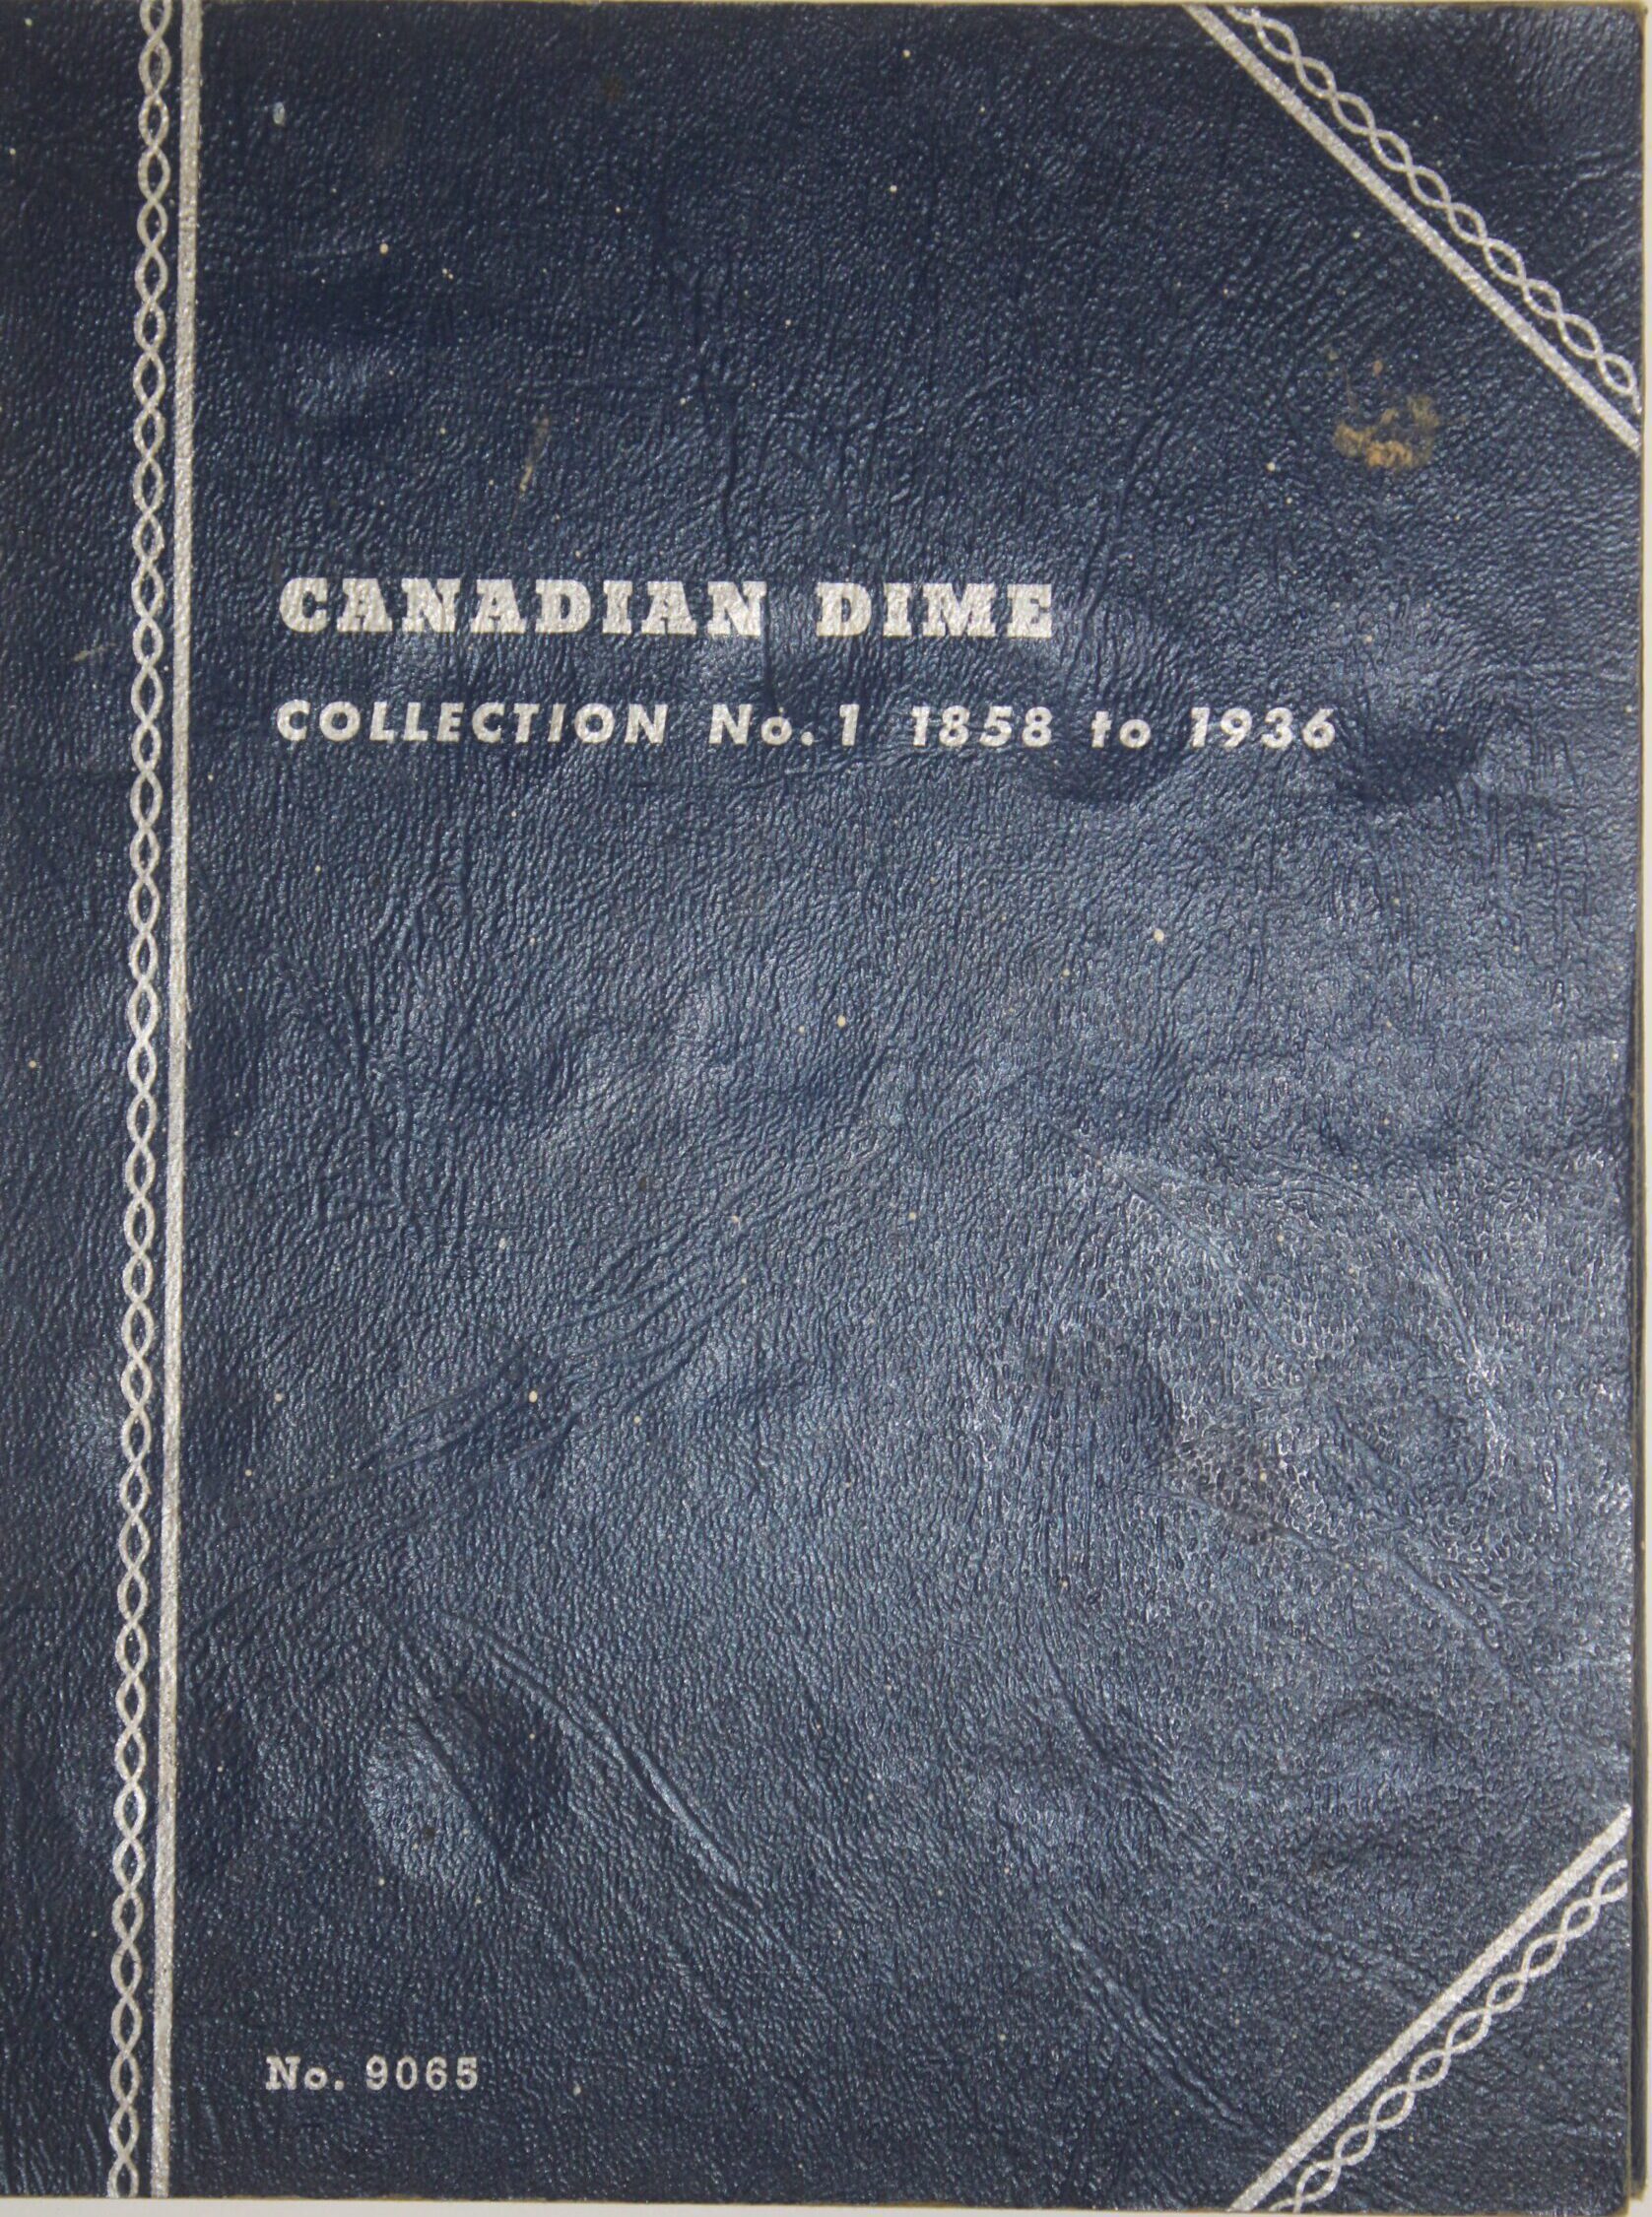 CANADIAN DIME
COLLECTION No. 1 1858 to 1936
No. 9065